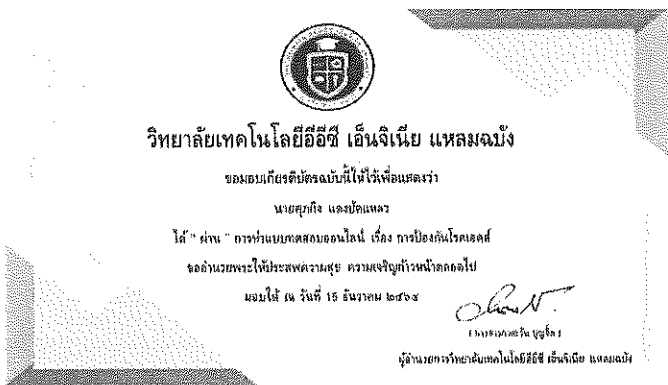 วิทยาลัยเทคโนโลยีอีอีซี เอ็นจิเนีย แหลมฉบัง
ขอมอบเกียรติบัตรฉบับนี้ให้ไว้เพื่อแสดงว่า
นายศุภกิจ
ได้ " ผ่าน " การทำแบบทดสอบออนไลน์ เรื่อง การป้องกันโรคเอดส์
ขออำนวยพระให้ประสพความสุข ความเจริญก้าวหน้าตลอดไป
มอบให้ ณ วันที่ 15 ธันวาคม ๒๕๖๔
ผู้อำนวยการวิทยาลัยเทคโนโลยีอีอีซี เอ็นจิเนีย แหลมฉบัง